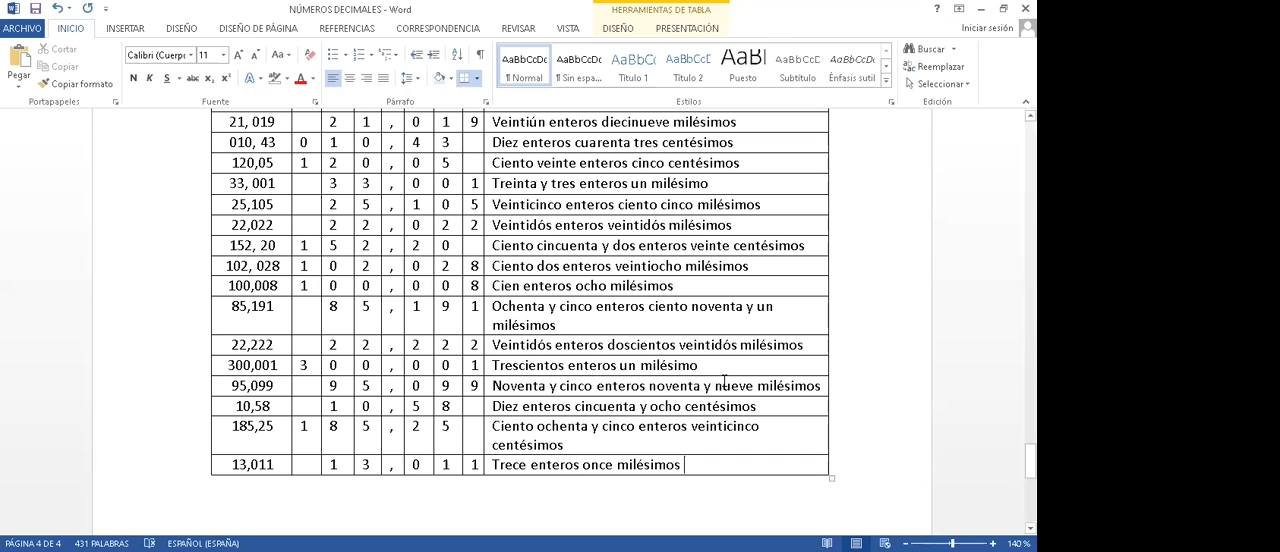 NÚMEROS DECIMALES - Word
HERRAMIENTAS DE TABLA
ARCHIVO INICIO INSERTAR DISEÑO DISEÑO DE PÁGINA REFERENCIAS CORRESPONDENCIA REVISAR VISTA DISEÑO PRESENTACIÓN Iniciar sesión
Pegar
Cortar
Copiar
Copiar formato
Portapapeles
Calibri (Cuerpo 11
N K S abc x₂ x²
Fuente
Párrafo
AaBbCcDc AaBbCcDc AaBbCc AaBbCcD AaBl AaBbCcDc AaBbCcDc
¶ Normal ¶ Sin espa... Título 1 Título 2 Puesto Subtítulo Énfasis sutil
Estilos
Buscar
Reemplazar
Seleccionar
Edición
21, 019 2 1 , 0 1 9 Veintiún enteros diecinueve milésimos
010, 43 0 1 0 , 4 3 Diez enteros cuarenta tres centésimos
120,05 1 2 0 , 0 5 Ciento veinte enteros cinco centésimos
33, 001 3 3 , 0 0 1 Treinta y tres enteros un milésimo
25,105 2 5 , 1 0 5 Veinticinco enteros ciento cinco milésimos
22,022 2 2 , 0 2 2 Veintidós enteros veintidós milésimos
152, 20 1 5 2 , 2 0 Ciento cincuenta y dos enteros veinte centésimos
102, 028 1 0 2 , 0 2 8 Ciento dos enteros veintiocho milésimos
100,008 1 0 0 , 0 0 8 Cien enteros ocho milésimos
85,191 8 5 , 1 9 1 Ochenta y cinco enteros ciento noventa y un
milésimos
22,222 2 2 , 2 2 2 Veintidós enteros doscientos veintidós milésimos
300,001 3 0 0 , 0 0 1 Trescientos enteros un milésimo
95,099 9 5 , 0 9 9 Noventa y cinco enteros noventa y nueve milésimos
10,58 1 0 , 5 8 Diez enteros cincuenta y ocho centésimos
185,25 1 8 5 , 2 5 Ciento ochenta y cinco enteros veinticinco
centésimos
13,011 1 3 , 0 1 1 Trece enteros once milésimos
PÁGINA 4 DE 4 431 PALABRAS ESPAÑOL (ESPAÑA) 140 %